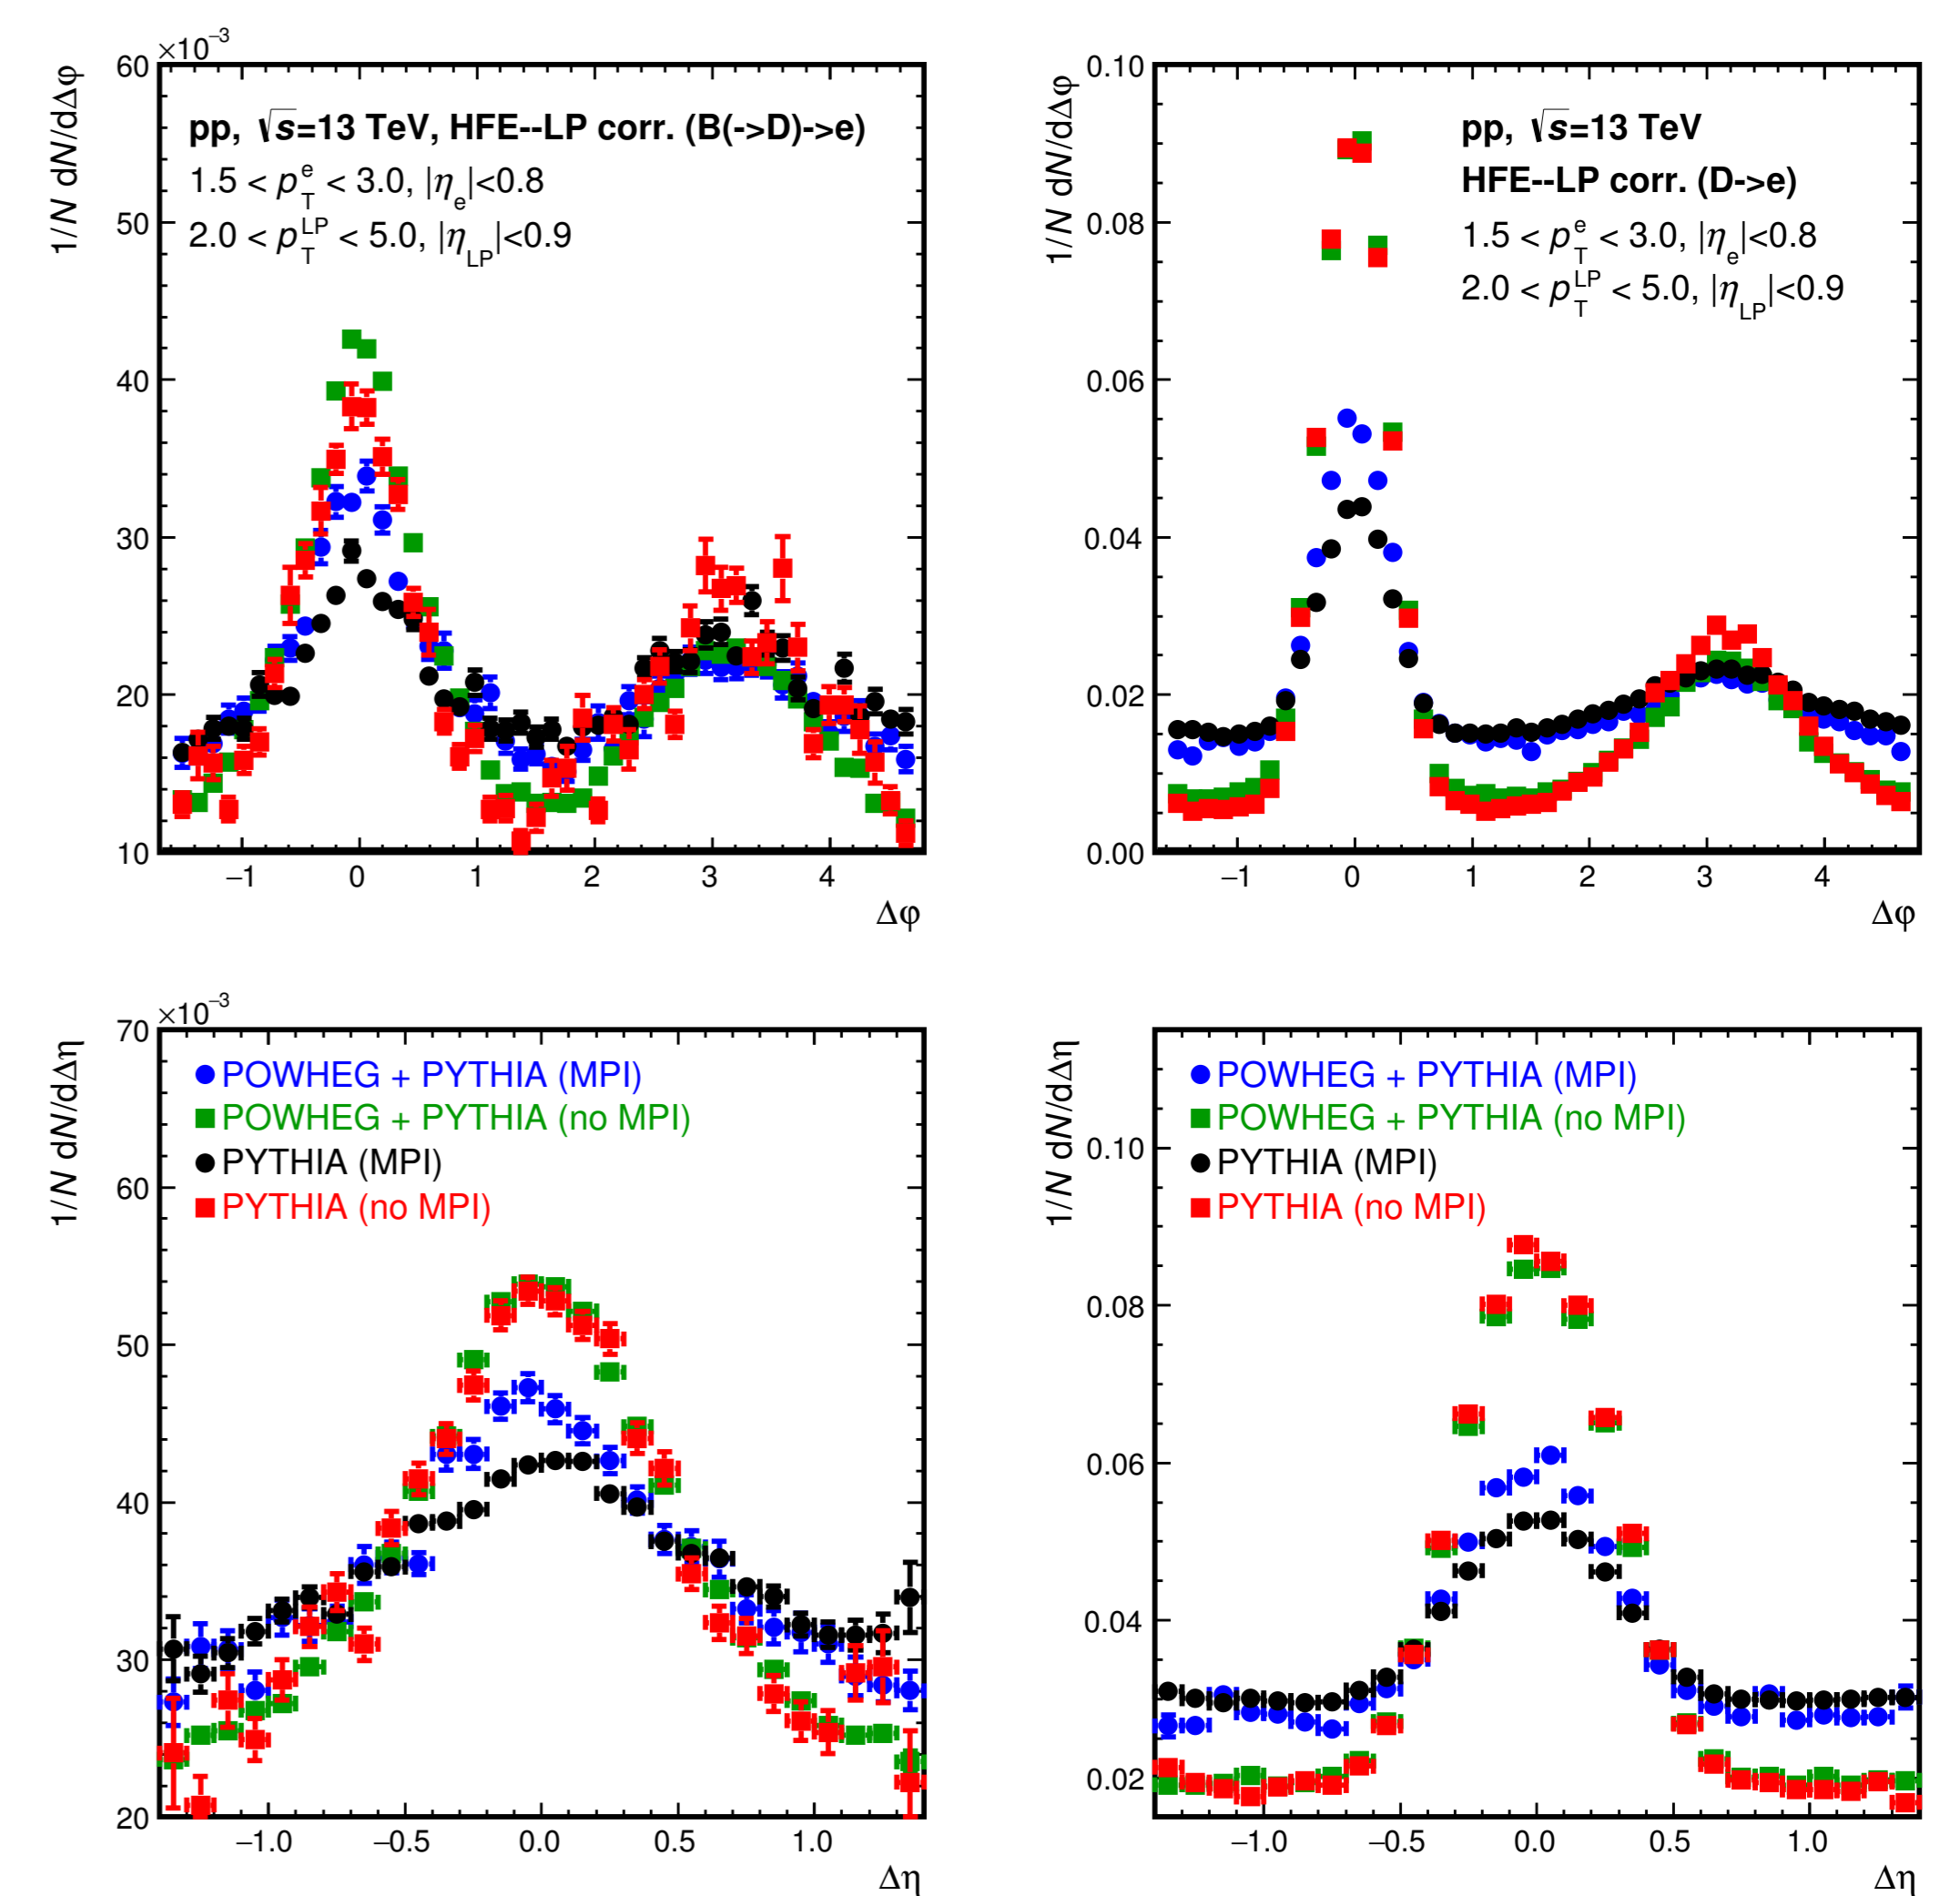 ×10⁻³
60
50
40
30
20
10
1/N dN/dΔφ
pp, √s=13 TeV, HFE--LP corr. (B(->D)->e)
1.5 < p_T^e < 3.0, |η_e|<0.8
2.0 < p_T^LP < 5.0, |η_LP|<0.9
−1 0 1 2 3 4
Δφ
0.10
0.08
0.06
0.04
0.02
0.00
1/N dN/dΔφ
pp, √s=13 TeV
HFE--LP corr. (D->e)
1.5 < p_T^e < 3.0, |η_e|<0.8
2.0 < p_T^LP < 5.0, |η_LP|<0.9
−1 0 1 2 3 4
Δφ
×10⁻³
70
60
50
40
30
20
1/N dN/dΔη
POWHEG + PYTHIA (MPI)
POWHEG + PYTHIA (no MPI)
PYTHIA (MPI)
PYTHIA (no MPI)
−1.0 −0.5 0.0 0.5 1.0
Δη
0.10
0.08
0.06
0.04
0.02
1/N dN/dΔη
POWHEG + PYTHIA (MPI)
POWHEG + PYTHIA (no MPI)
PYTHIA (MPI)
PYTHIA (no MPI)
−1.0 −0.5 0.0 0.5 1.0
Δη